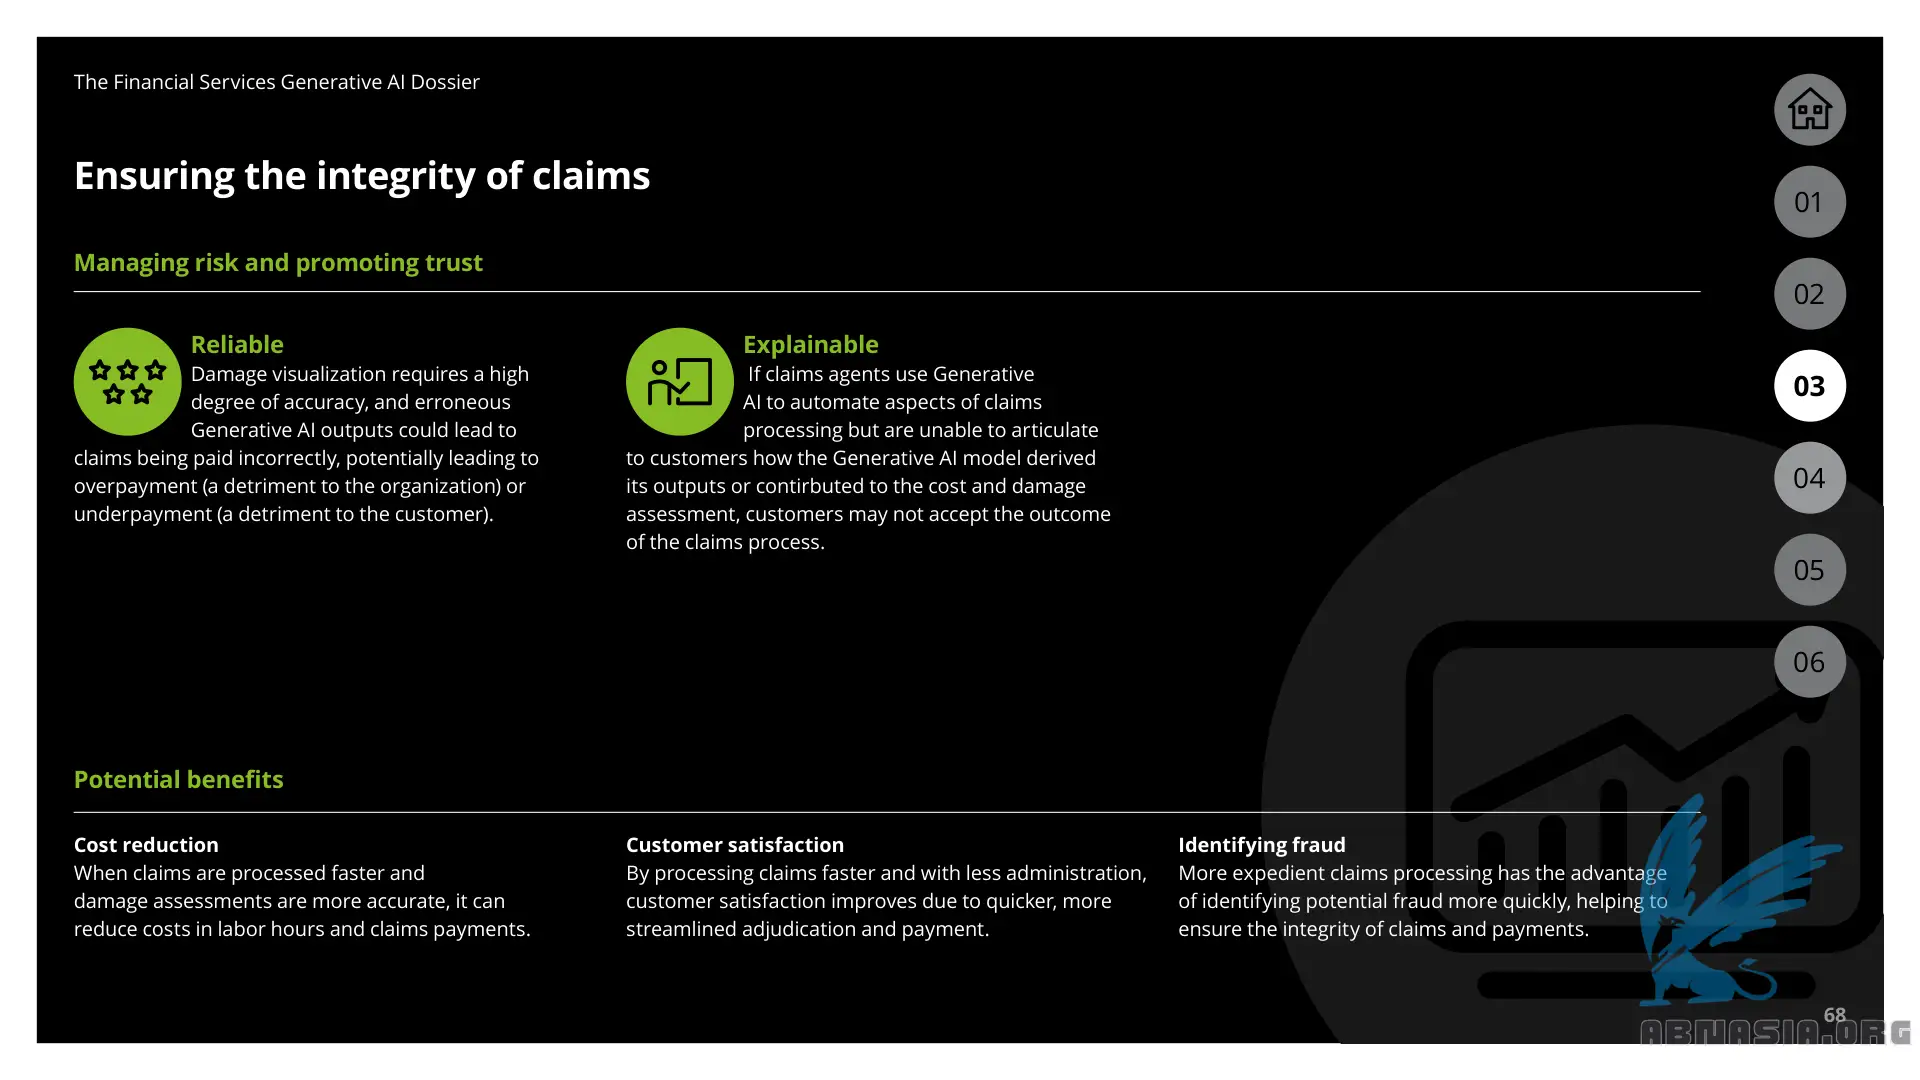 The Financial Services Generative AI Dossier
Ensuring the integrity of claims
Managing risk and promoting trust
Reliable
Damage visualization requires a high
degree of accuracy, and erroneous
Generative AI outputs could lead to
claims being paid incorrectly, potentially leading to
overpayment (a detriment to the organization) or
underpayment (a detriment to the customer).
Explainable
If claims agents use Generative
AI to automate aspects of claims
processing but are unable to articulate
to customers how the Generative AI model derived
its outputs or contirbuted to the cost and damage
assessment, customers may not accept the outcome
of the claims process.
Potential benefits
Cost reduction
When claims are processed faster and
damage assessments are more accurate, it can
reduce costs in labor hours and claims payments.
Customer satisfaction
By processing claims faster and with less administration,
customer satisfaction improves due to quicker, more
streamlined adjudication and payment.
Identifying fraud
More expedient claims processing has the advantage
of identifying potential fraud more quickly, helping to
ensure the integrity of claims and payments.
01
02
03
04
05
06
68
ABNASIA.ORG